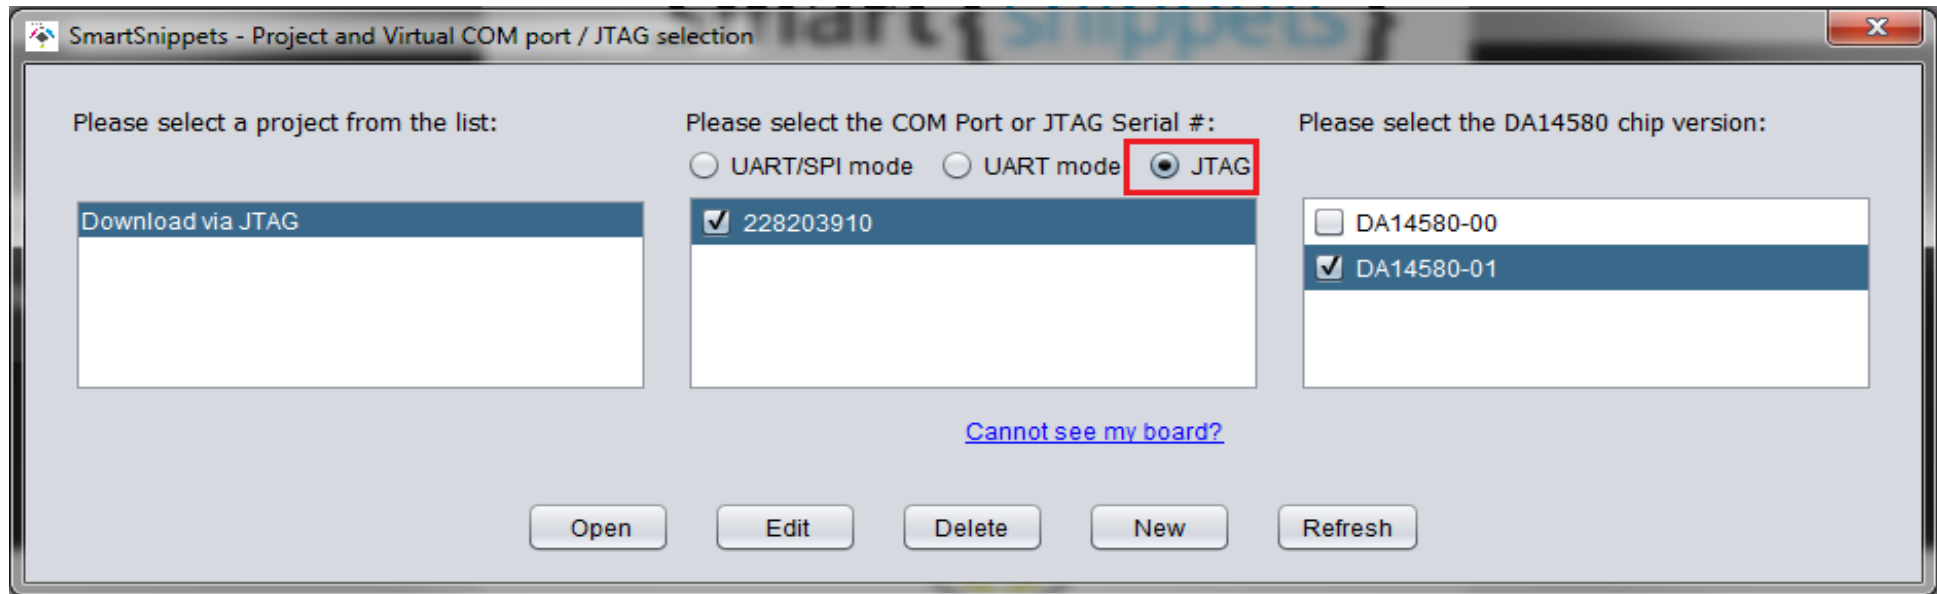 smart{snippets}
SmartSnippets - Project and Virtual COM port / JTAG selection
Please select a project from the list:
Please select the COM Port or JTAG Serial #:
Please select the DA14580 chip version:
UART/SPI mode
UART mode
JTAG
Download via JTAG
228203910
DA14580-00
DA14580-01
Cannot see my board?
Open
Edit
Delete
New
Refresh